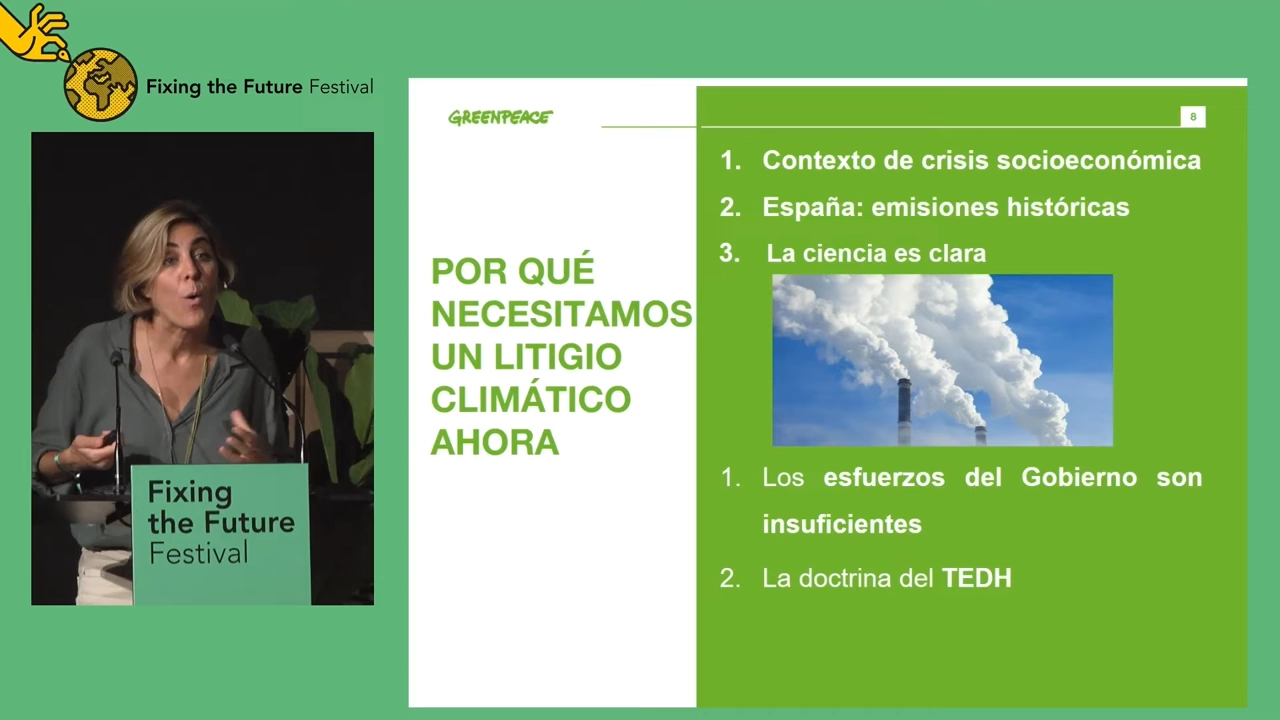 Fixing the Future Festival
GREENPEACE
8
POR QUÉ
NECESITAMOS
UN LITIGIO
CLIMÁTICO
AHORA
1. Contexto de crisis socioeconómica
2. España: emisiones históricas
3. La ciencia es clara
1. Los esfuerzos del Gobierno son
insuficientes
2. La doctrina del TEDH
Fixing
the Future
Festival